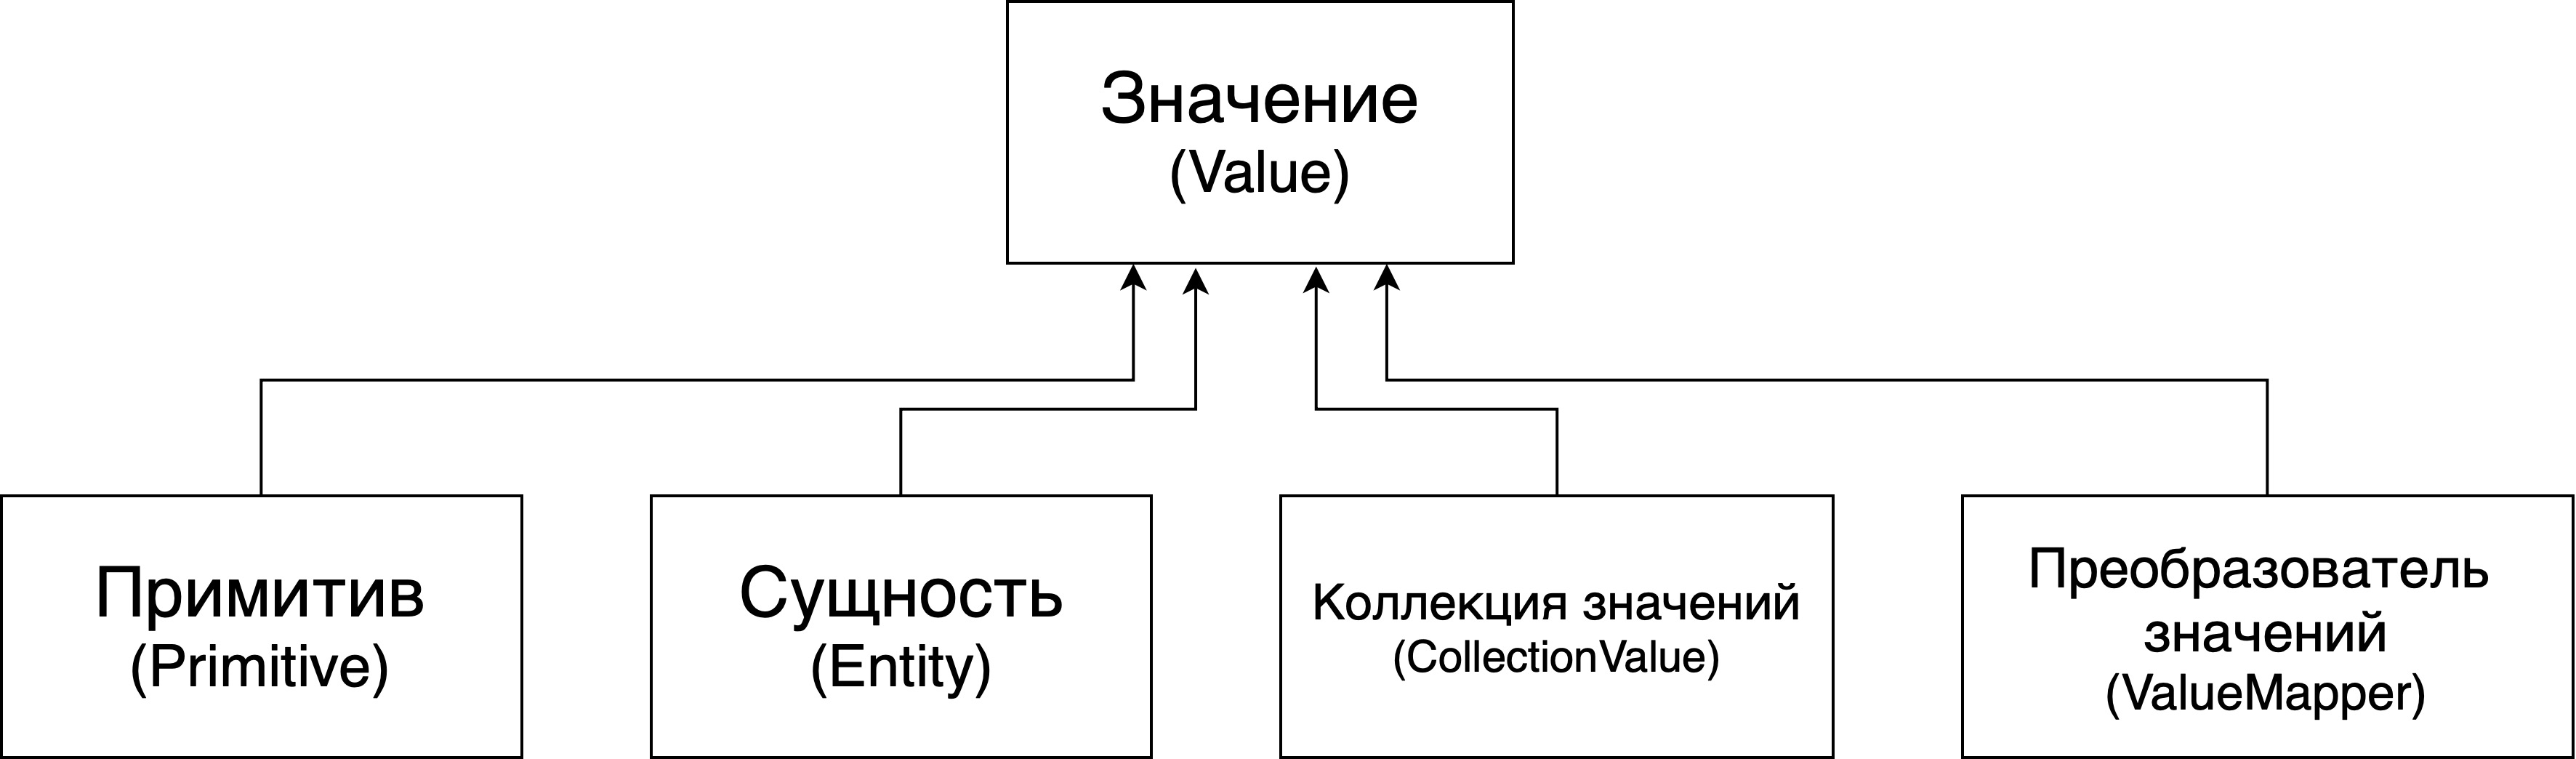 Значение
(Value)
Примитив
(Primitive)
Сущность
(Entity)
Коллекция значений
(CollectionValue)
Преобразователь
значений
(ValueMapper)